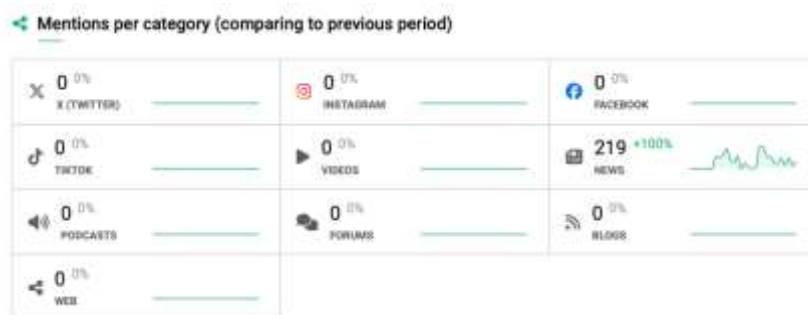 Mentions per category (comparing to previous period)
0 0%
X (TWITTER)
0 0%
INSTAGRAM
0 0%
FACEBOOK
0 0%
TIKTOK
0 0%
VIDEOS
219 +100%
NEWS
0 0%
PODCASTS
0 0%
FORUMS
0 0%
BLOGS
0 0%
WEB